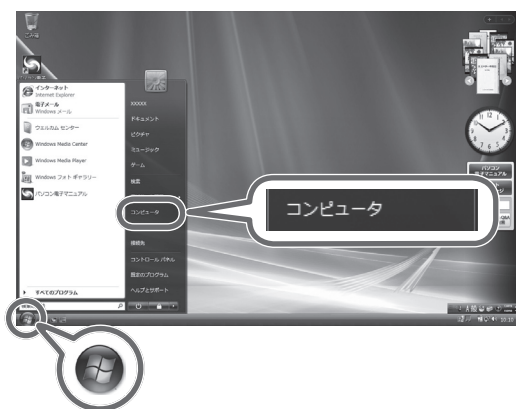 ごみ箱
インターネット
Internet Explorer
電子メール
Windows メール
ウェルカム センター
Windows Media Center
Windows Media Player
Windows フォト ギャラリー
パソコン電子マニュアル
すべてのプログラム
XXXXX
ドキュメント
ピクチャ
ミュージック
ゲーム
検索
コンピュータ
接続先
コントロール パネル
既定のプログラム
ヘルプとサポート
コンピュータ
パソコン
電子マニュアル
10:10